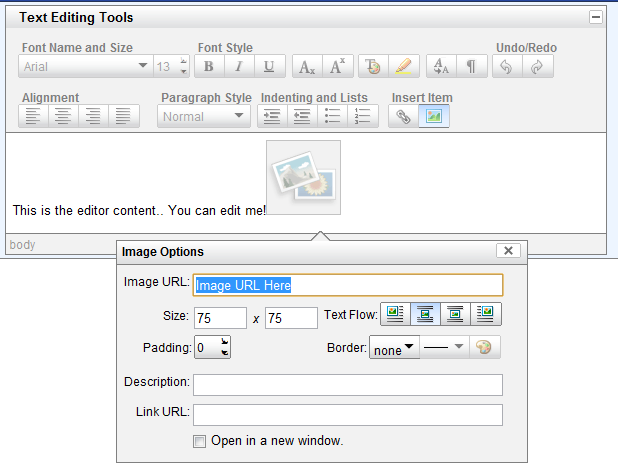 Text Editing Tools
Font Name and Size Font Style Undo/Redo
Arial 13 B I U Ax Ax T A A ¶
Alignment Paragraph Style Indenting and Lists Insert Item
Normal
This is the editor content.. You can edit me!
body
Image Options
Image URL: Image URL Here
Size: 75 x 75 Text Flow:
Padding: 0 Border: none
Description:
Link URL:
Open in a new window.